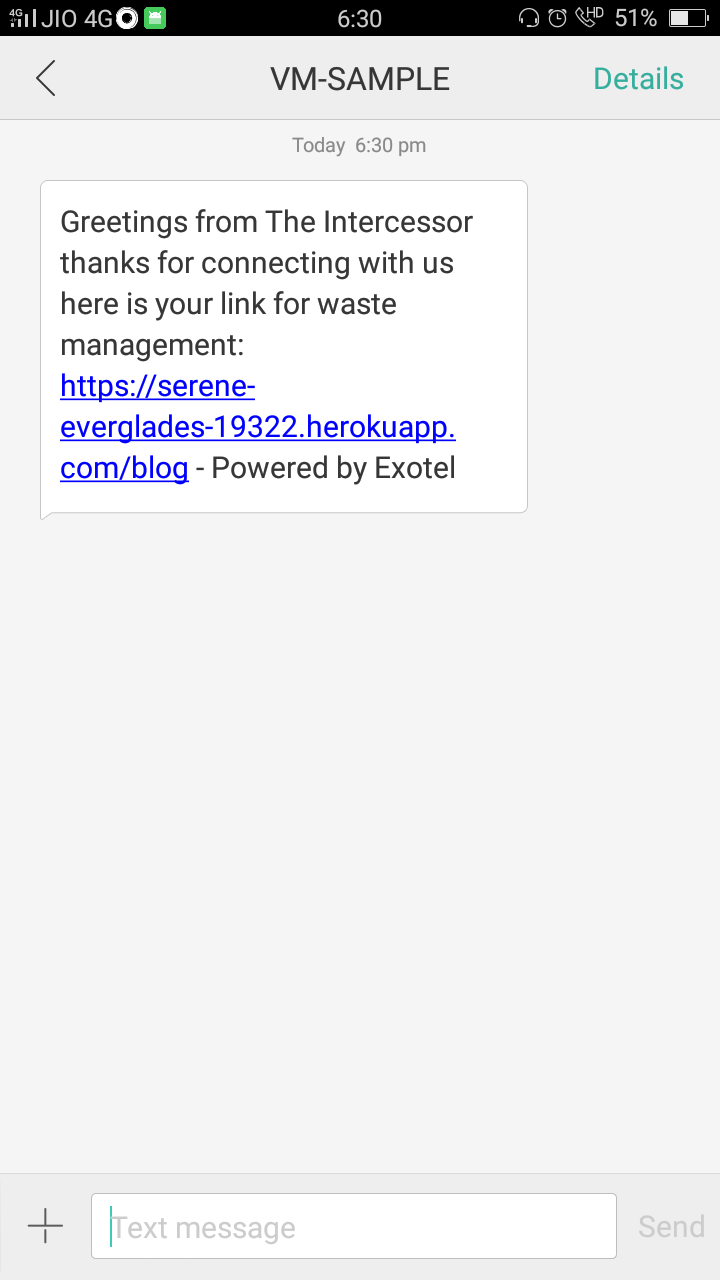 4G JIO 4G 6:30 HD 51%
VM-SAMPLE Details
Today 6:30 pm
Greetings from The Intercessor
thanks for connecting with us
here is your link for waste
management:
https://serene-
everglades-19322.herokuapp.
com/blog - Powered by Exotel
Text message Send